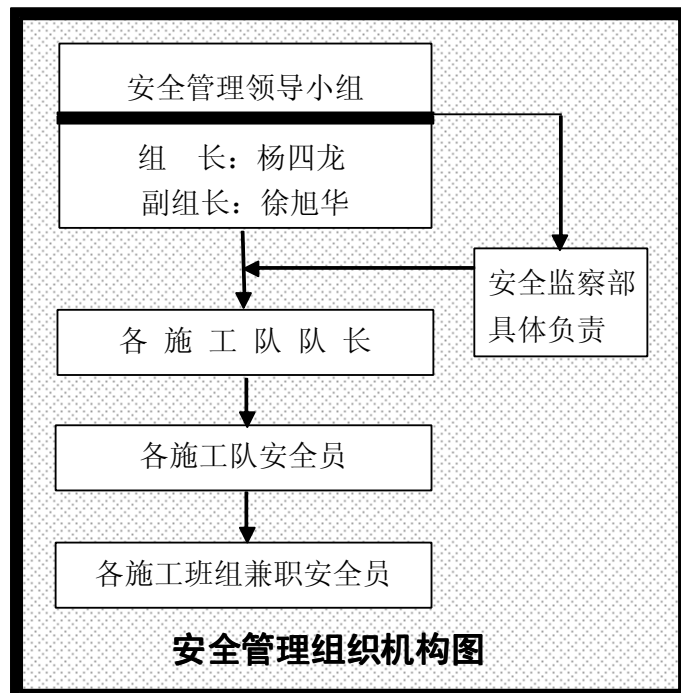 安全管理领导小组
组 长：杨四龙
副组长：徐旭华
安全监察部
具体负责
各 施 工 队 队 长
各施工队安全员
各施工班组兼职安全员
安全管理组织机构图